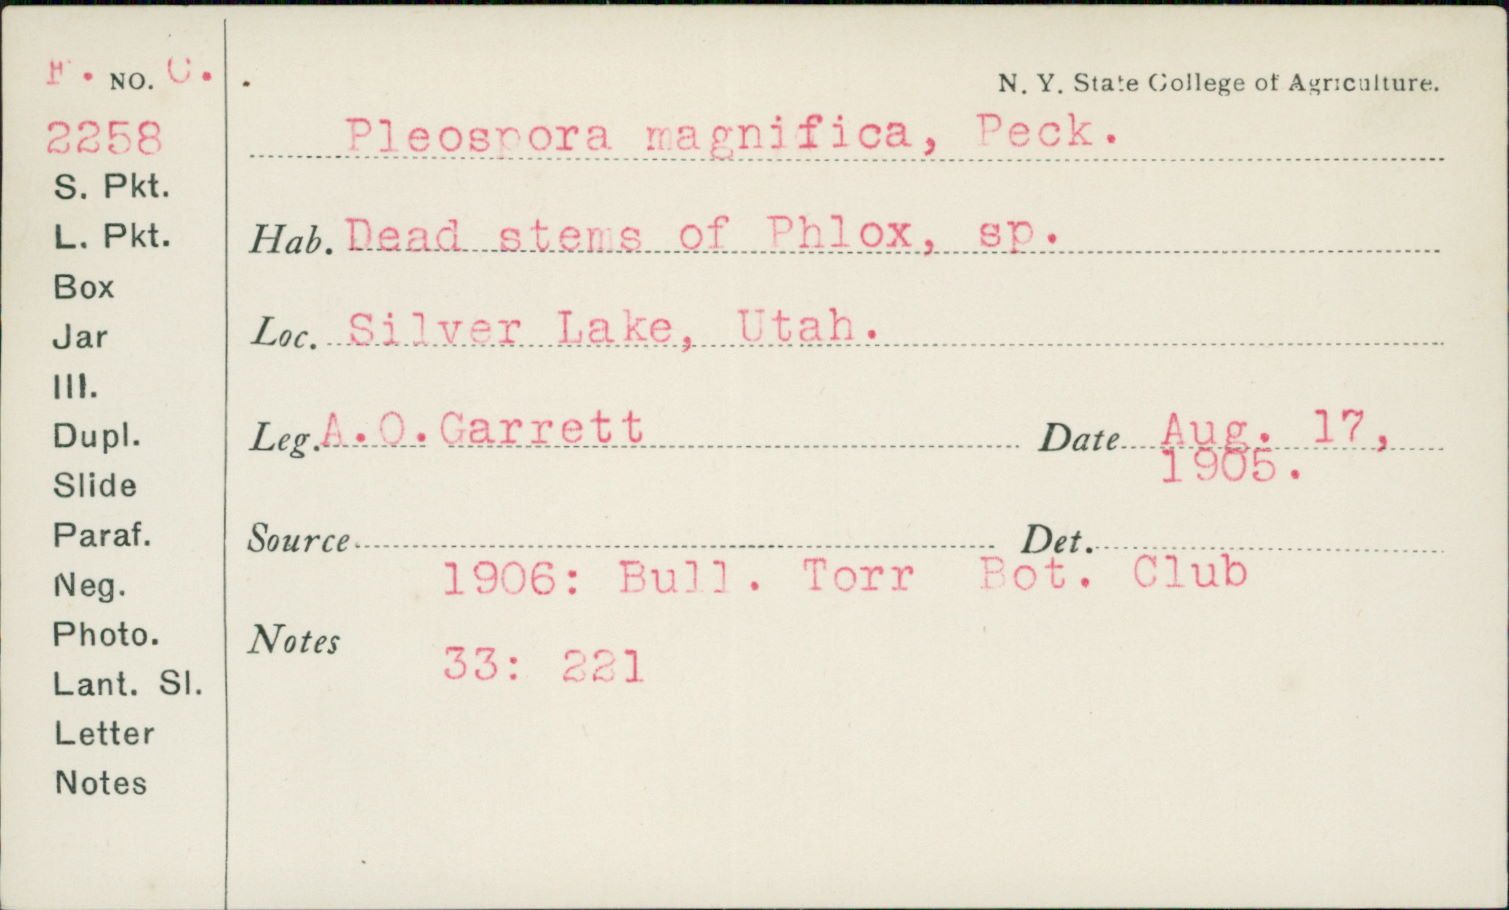 F. NO. C.
N. Y. State College of Agriculture.
2258
Pleospora magnifica, Peck.
S. Pkt.
L. Pkt.
Hab. Dead stems of Phlox, sp.
Box
Jar
Loc. Silver Lake, Utah.
Ill.
Dupl.
Leg. A.O.Garrett Date Aug. 17,
1905.
Slide
Paraf.
Source Det.
Neg.
1906: Bull. Torr Bot. Club
Photo.
Notes 33: 221
Lant. Sl.
Letter
Notes